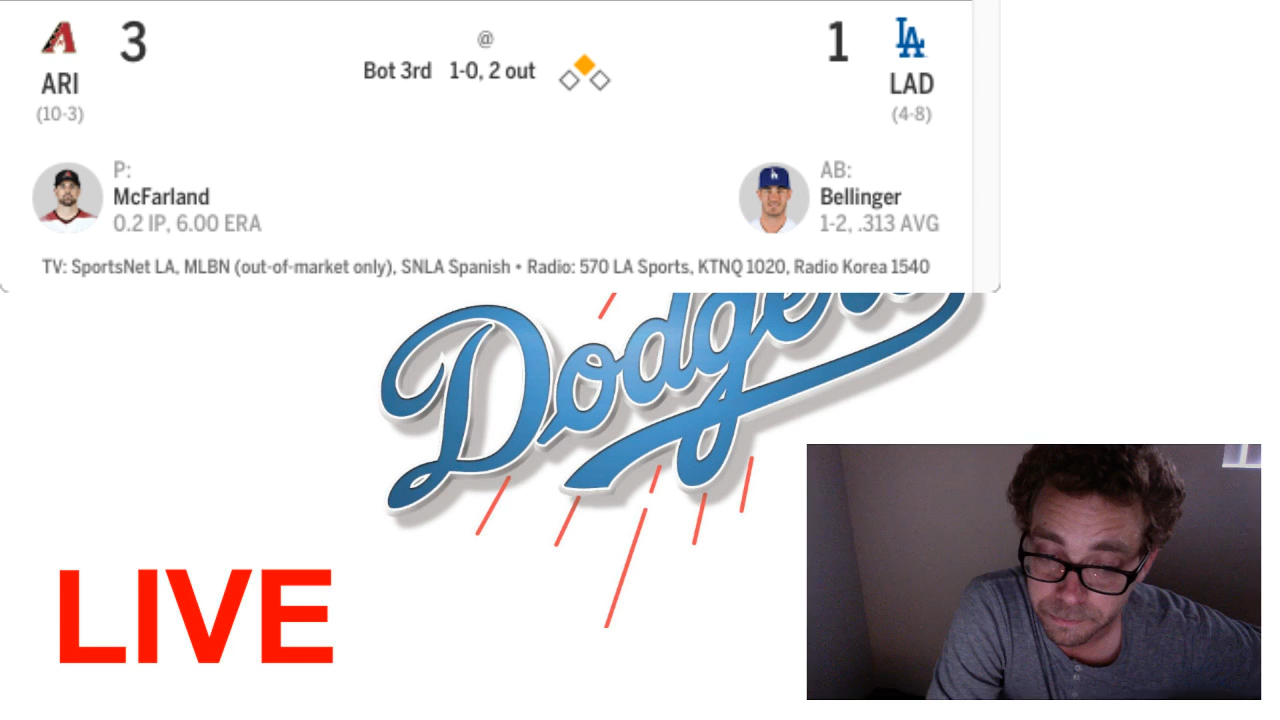 3
@
1
LA
Bot 3rd 1-0, 2 out
ARI
LAD
(10-3)
(4-8)
P:
McFarland
0.2 IP, 6.00 ERA
AB:
Bellinger
1-2, .313 AVG
TV: SportsNet LA, MLBN (out-of-market only), SNLA Spanish • Radio: 570 LA Sports, KTNQ 1020, Radio Korea 1540
Dodgers
LIVE